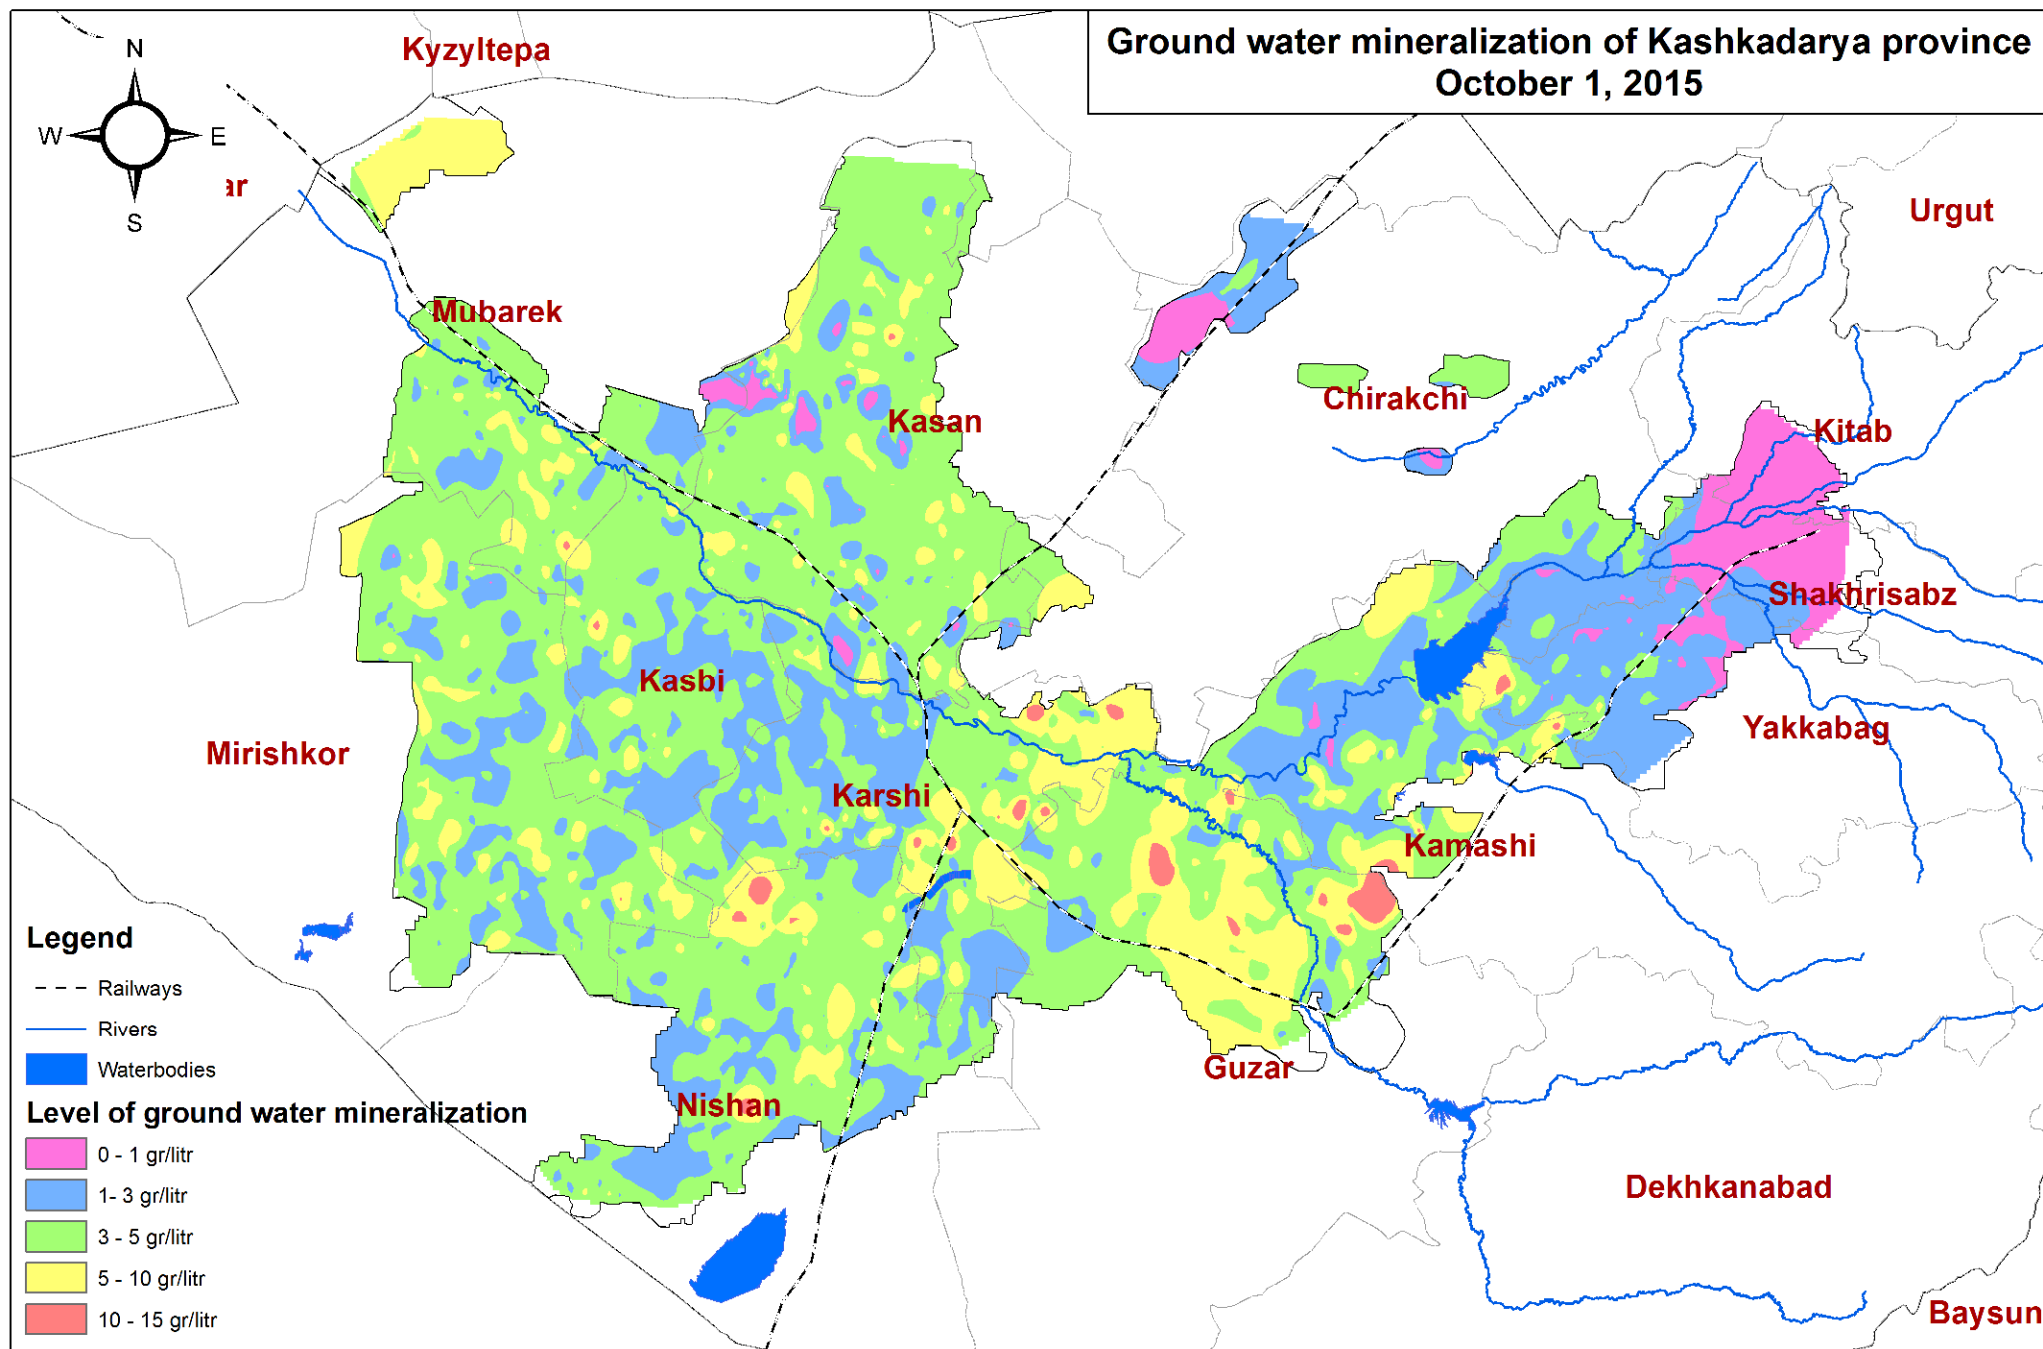 Ground water mineralization of Kashkadarya province
October 1, 2015
N
W
E
S
Kyzyltepa
ar
Urgut
Mubarek
Chirakchi
Kasan
Kitab
Shakhrisabz
Kasbi
Mirishkor
Yakkabag
Karshi
Kamashi
Guzar
Nishan
Dekhkanabad
Baysun
Legend
Railways
Rivers
Waterbodies
Level of ground water mineralization
0 - 1 gr/litr
1- 3 gr/litr
3 - 5 gr/litr
5 - 10 gr/litr
10 - 15 gr/litr